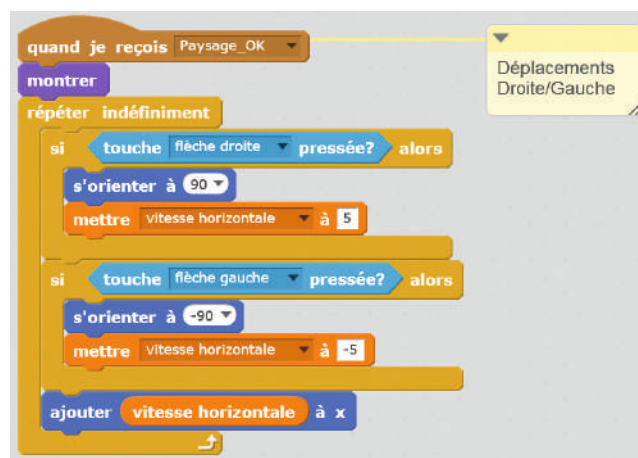 quand je reçois Paysage_OK
Déplacements
Droite/Gauche
montrer
répéter indéfiniment
si touche flèche droite pressée? alors
s'orienter à 90
mettre vitesse horizontale à 5
si touche flèche gauche pressée? alors
s'orienter à -90
mettre vitesse horizontale à -5
ajouter vitesse horizontale à x